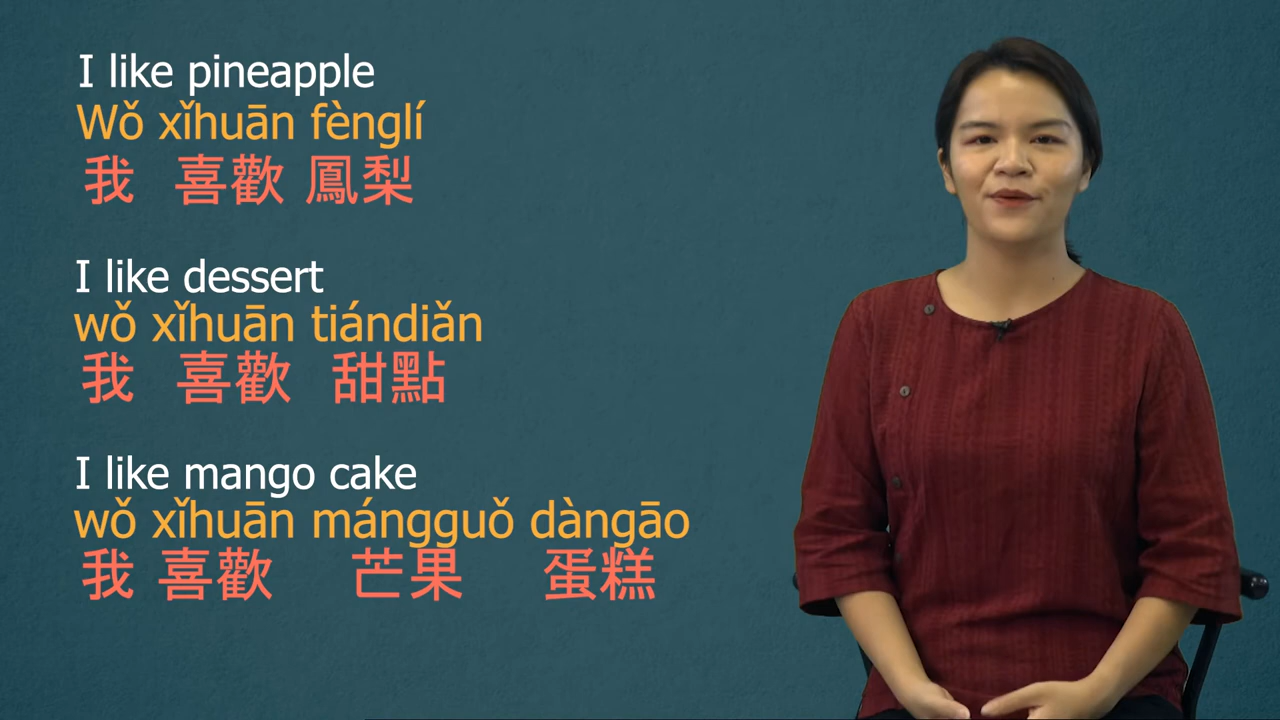 I like pineapple
Wǒ xǐhuān fènglí
我 喜歡 鳳梨
I like dessert
wǒ xǐhuān tiándiǎn
我 喜歡 甜點
I like mango cake
wǒ xǐhuān mángguǒ dàngāo
我 喜歡 芒果 蛋糕